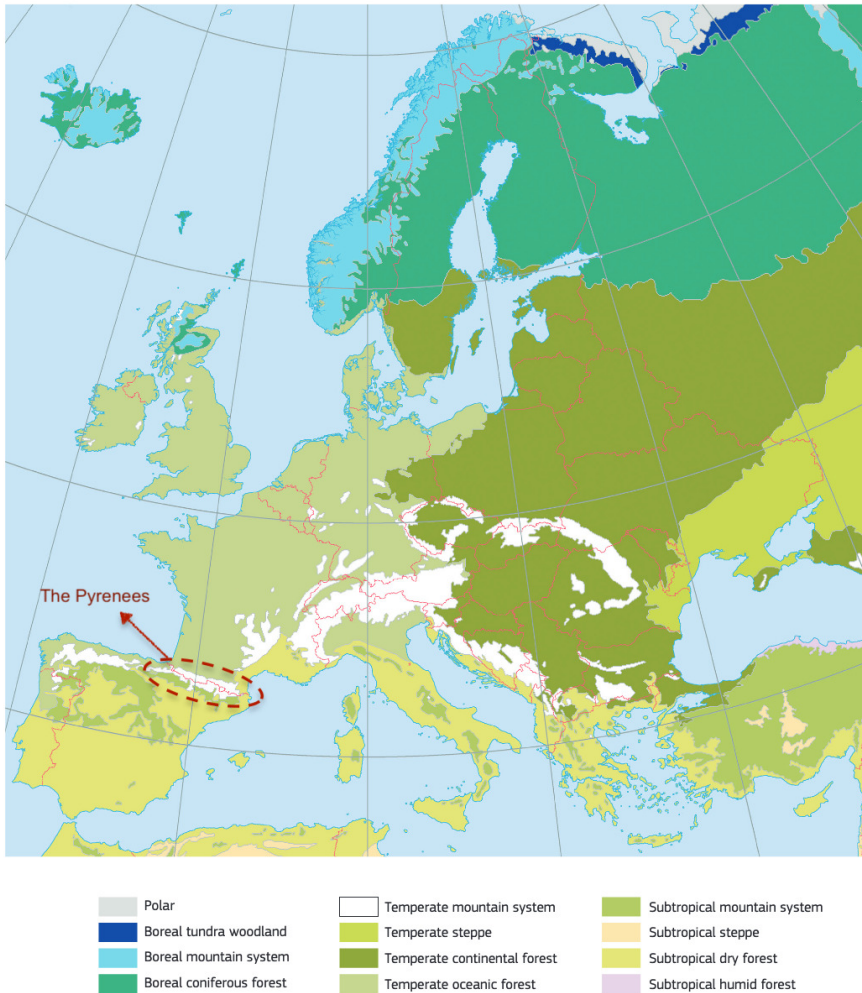 The Pyrenees
Polar
Boreal tundra woodland
Boreal mountain system
Boreal coniferous forest
Temperate mountain system
Temperate steppe
Temperate continental forest
Temperate oceanic forest
Subtropical mountain system
Subtropical steppe
Subtropical dry forest
Subtropical humid forest